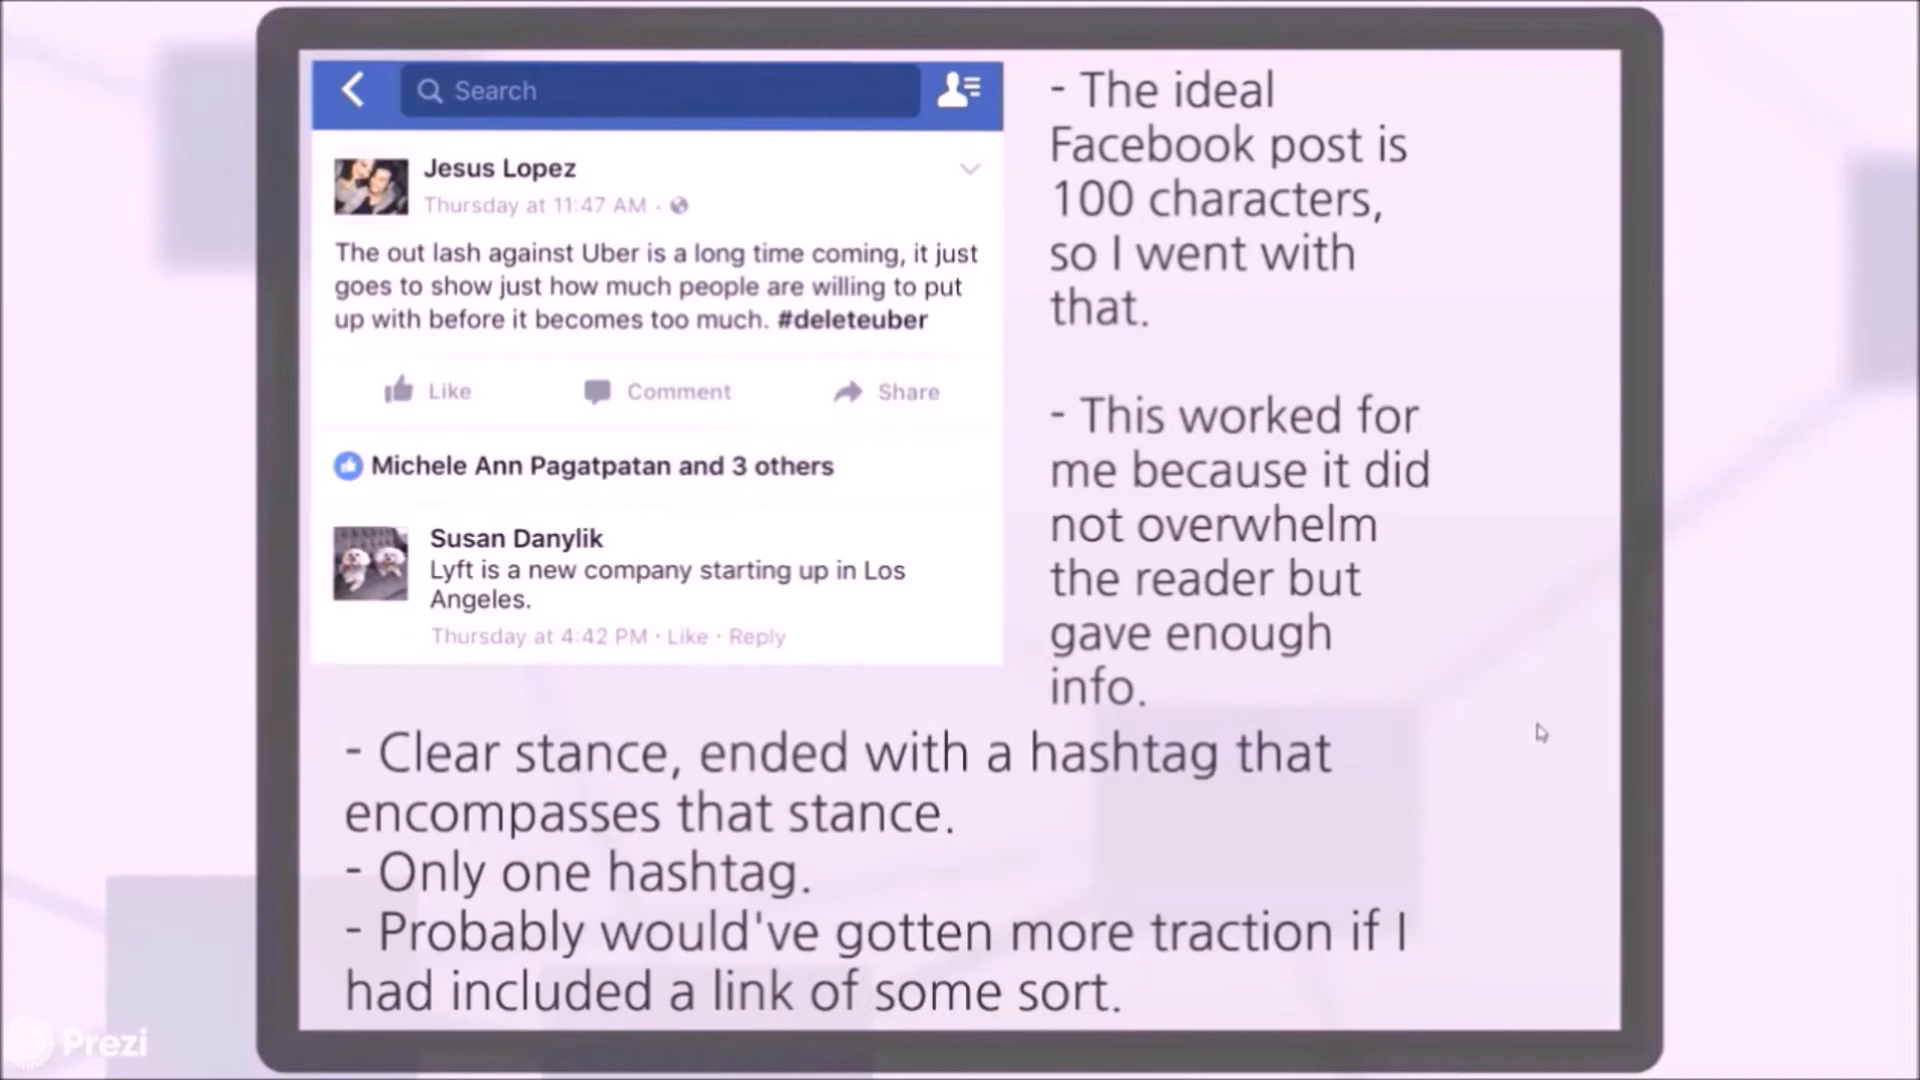 Search
Jesus Lopez
Thursday at 11:47 AM ·
The out lash against Uber is a long time coming, it just
goes to show just how much people are willing to put
up with before it becomes too much. #deleteuber
Like Comment Share
Michele Ann Pagatpatan and 3 others
Susan Danylik
Lyft is a new company starting up in Los
Angeles.
Thursday at 4:42 PM · Like · Reply
- The ideal
Facebook post is
100 characters,
so I went with
that.
- This worked for
me because it did
not overwhelm
the reader but
gave enough
info.
- Clear stance, ended with a hashtag that
encompasses that stance.
- Only one hashtag.
- Probably would've gotten more traction if I
had included a link of some sort.
Prezi